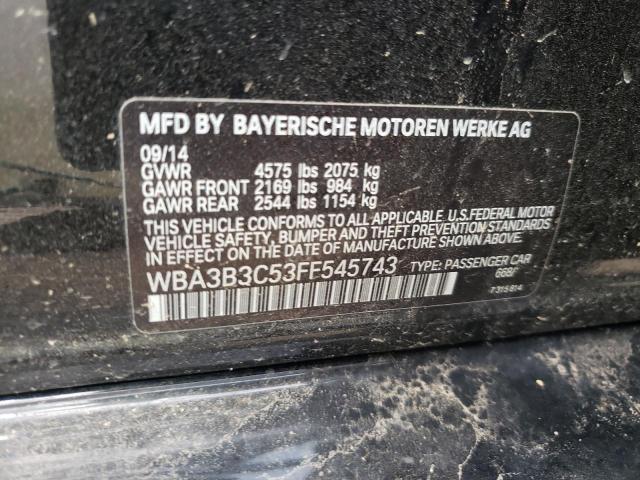 MFD BY BAYERISCHE MOTOREN WERKE AG
09/14
GVWR 4575 lbs 2075 kg
GAWR FRONT 2169 lbs 984 kg
GAWR REAR 2544 lbs 1154 kg
THIS VEHICLE CONFORMS TO ALL APPLICABLE U.S.FEDERAL MOTOR
VEHICLE SAFETY, BUMPER, AND THEFT PREVENTION STANDARDS
IN EFFECT ON THE DATE OF MANUFACTURE SHOWN ABOVE.
WBA3B3C53FF545743 TYPE: PASSENGER CAR
668/
7315814